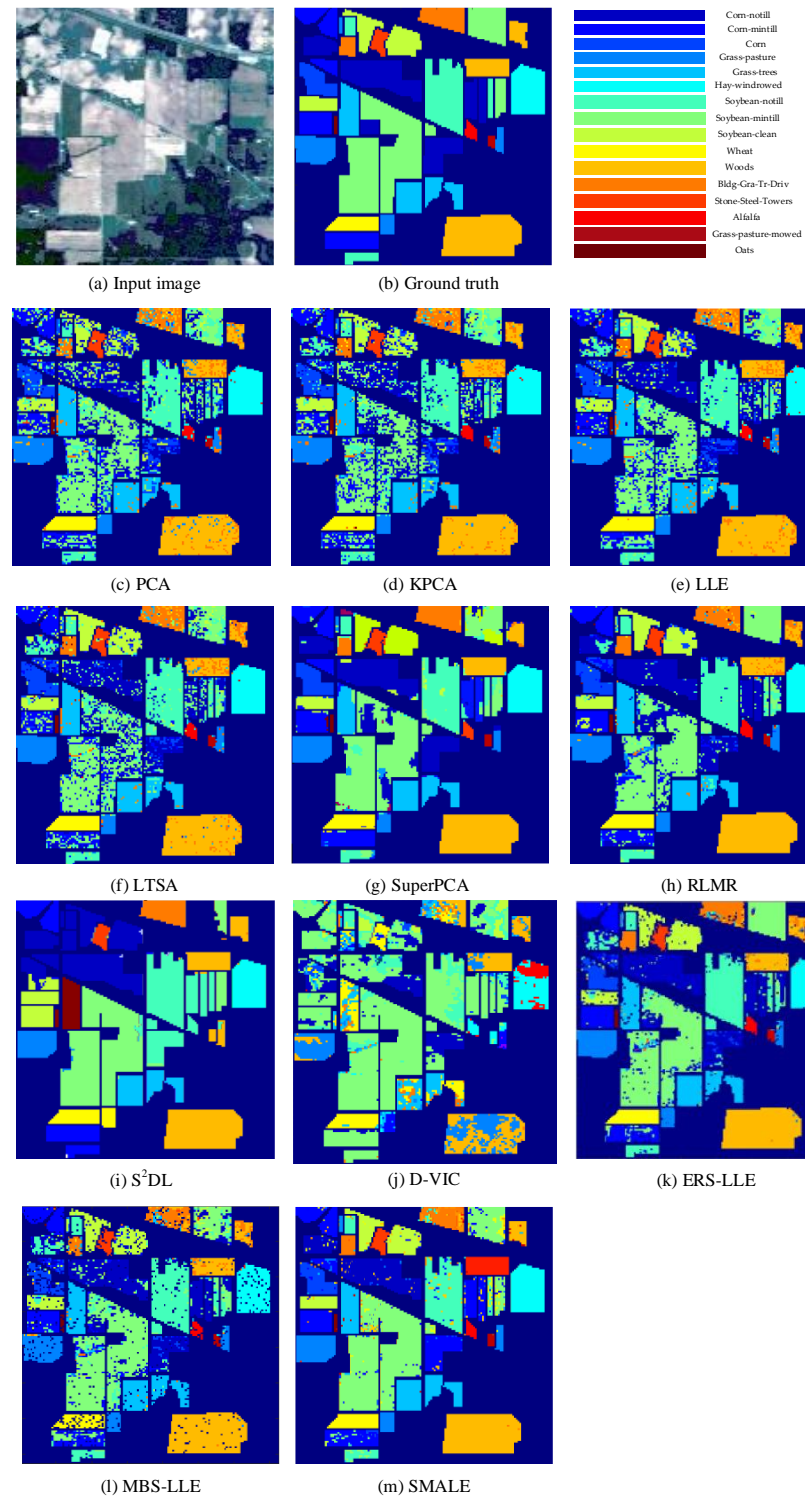 Corn-notill
Corn-mintill
Corn
Grass-pasture
Grass-trees
Hay-windrowed
Soybean-notill
Soybean-mintill
Soybean-clean
Wheat
Woods
Bldg-Gra-Tr-Driv
Stone-Steel-Towers
Alfalfa
Grass-pasture-mowed
Oats
(a) Input image
(b) Ground truth
(c) PCA
(d) KPCA
(e) LLE
(f) LTSA
(g) SuperPCA
(h) RLMR
(i) S²DL
(j) D-VIC
(k) ERS-LLE
(l) MBS-LLE
(m) SMALE